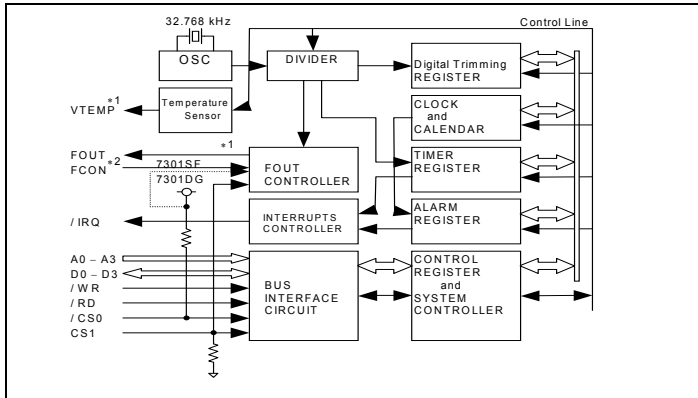 32.768 kHz
Control Line
OSC
DIVIDER
Digital Trimming
REGISTER
VTEMP*1
Temperature
Sensor
CLOCK
and
CALENDAR
*1
FOUT
FCON*2
7301SF
7301DG
FOUT
CONTROLLER
TIMER
REGISTER
/IRQ
INTERRUPTS
CONTROLLER
ALARM
REGISTER
A0 – A3
D0 – D3
/WR
/RD
/CS0
CS1
BUS
INTERFACE
CIRCUIT
CONTROL
REGISTER
and
SYSTEM
CONTROLLER